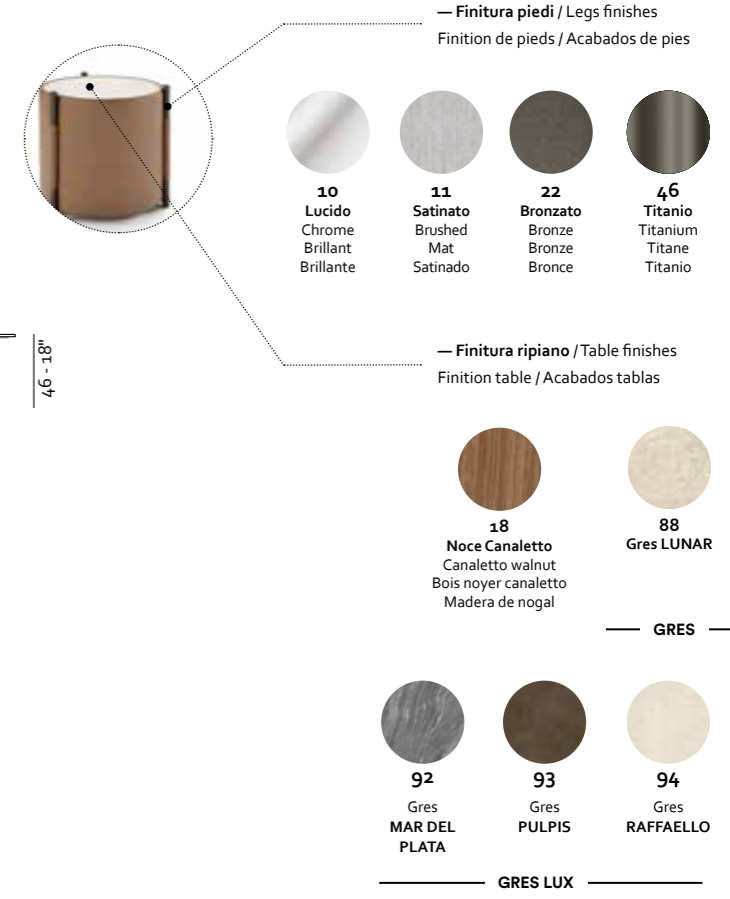 — Finitura piedi / Legs finishes
Finition de pieds / Acabados de pies
10
Lucido
Chrome
Brillant
Brillante
11
Satinato
Brushed
Mat
Satinado
22
Bronzato
Bronze
Bronze
Bronce
46
Titanio
Titanium
Titane
Titanio
46 - 18"
— Finitura ripiano / Table finishes
Finition table / Acabados tablas
18
Noce Canaletto
Canaletto walnut
Bois noyer canaletto
Madera de nogal
88
Gres LUNAR
GRES
92
Gres
MAR DEL
PLATA
93
Gres
PULPIS
94
Gres
RAFFAELLO
GRES LUX